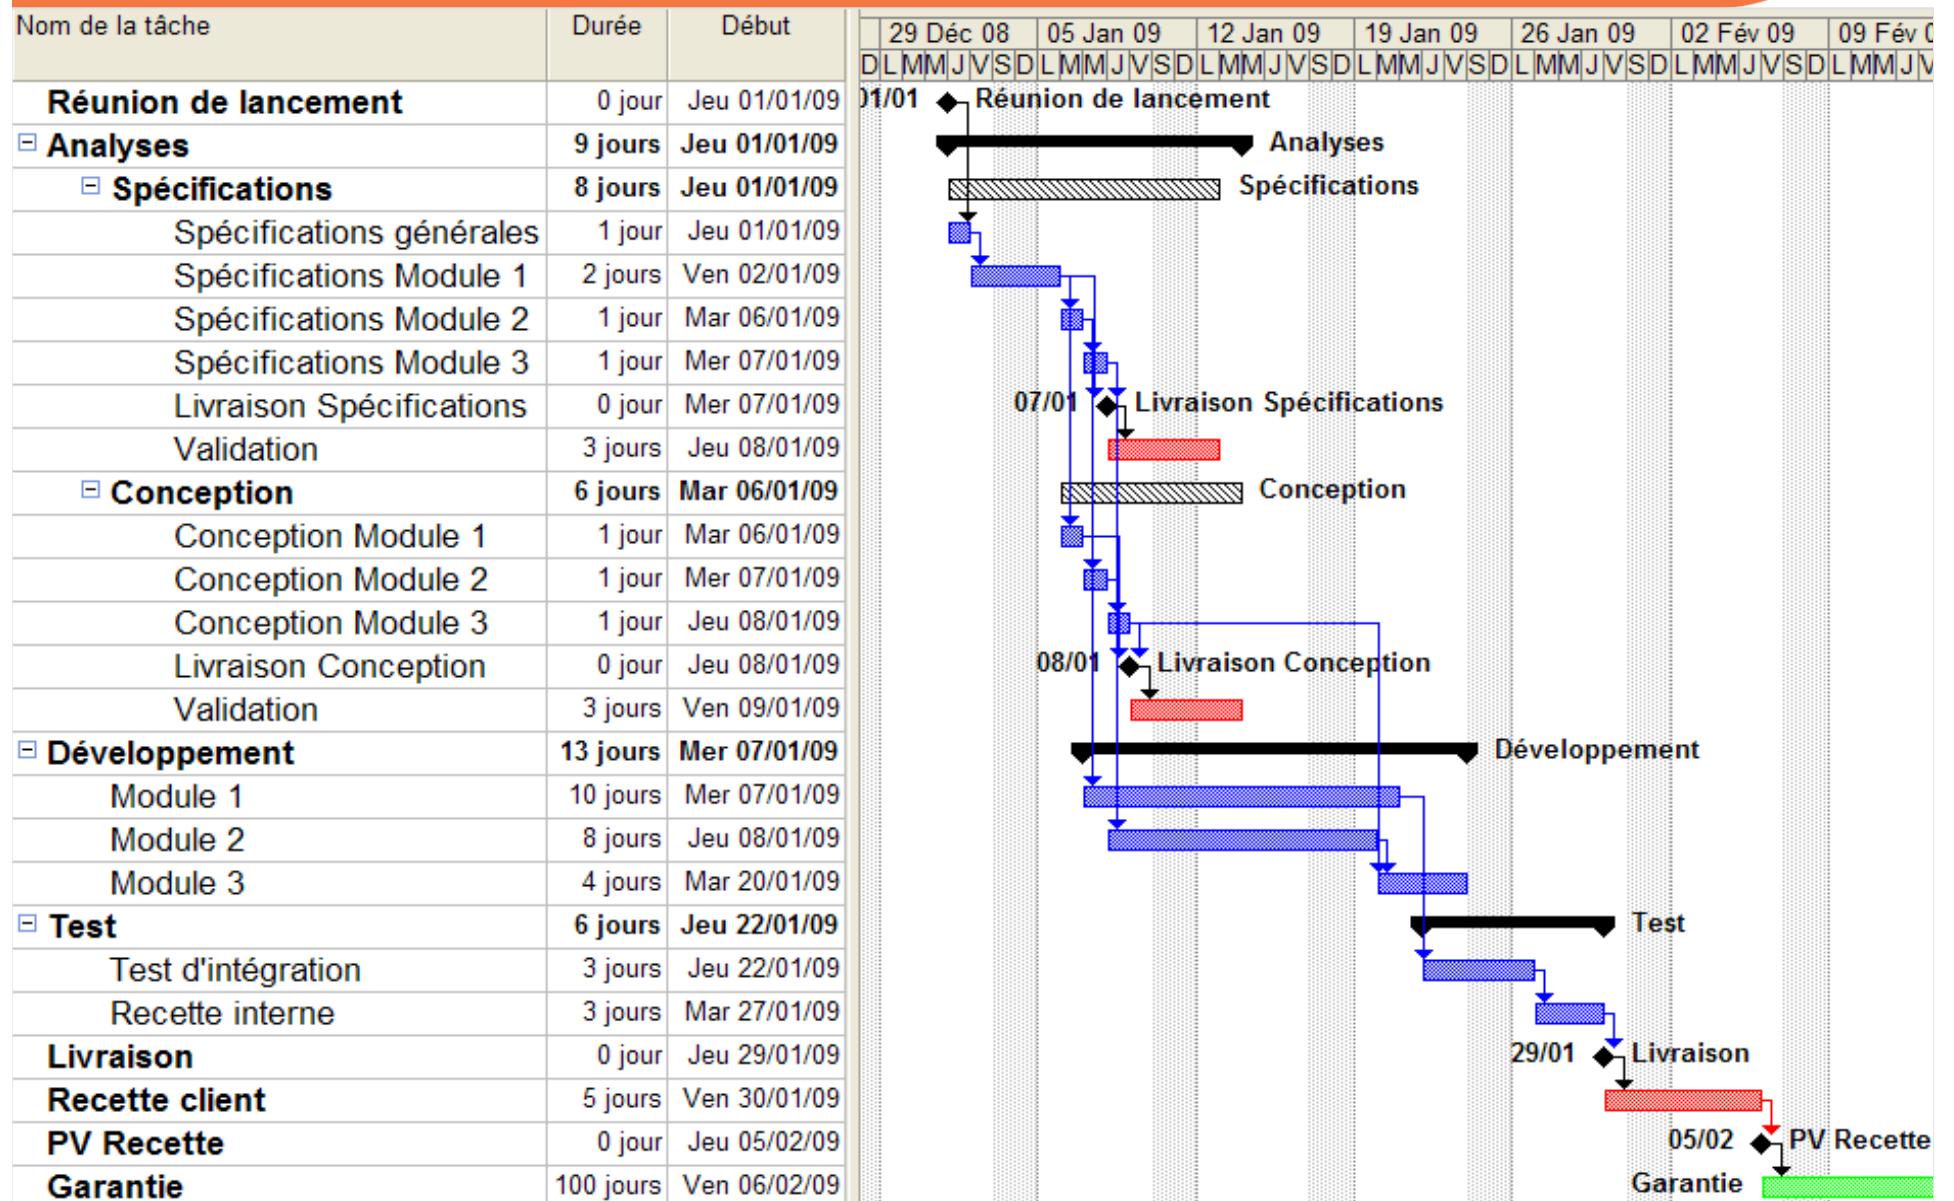 Nom de la tâche Durée Début 29 Déc 08 05 Jan 09 12 Jan 09 19 Jan 09 26 Jan 09 02 Fév 09 09 Fév
D L M M J V S D L M M J V S D L M M J V S D L M M J V S D L M M J V S D L M M J V S D L M M J V
Réunion de lancement 0 jour Jeu 01/01/09 01/01 Réunion de lancement
Analyses 9 jours Jeu 01/01/09 Analyses
Spécifications 8 jours Jeu 01/01/09 Spécifications
Spécifications générales 1 jour Jeu 01/01/09
Spécifications Module 1 2 jours Ven 02/01/09
Spécifications Module 2 1 jour Mar 06/01/09
Spécifications Module 3 1 jour Mer 07/01/09
Livraison Spécifications 0 jour Mer 07/01/09 07/01 Livraison Spécifications
Validation 3 jours Jeu 08/01/09
Conception 6 jours Mar 06/01/09 Conception
Conception Module 1 1 jour Mar 06/01/09
Conception Module 2 1 jour Mer 07/01/09
Conception Module 3 1 jour Jeu 08/01/09
Livraison Conception 0 jour Jeu 08/01/09 08/01 Livraison Conception
Validation 3 jours Ven 09/01/09
Développement 13 jours Mer 07/01/09 Développement
Module 1 10 jours Mer 07/01/09
Module 2 8 jours Jeu 08/01/09
Module 3 4 jours Mar 20/01/09
Test 6 jours Jeu 22/01/09 Test
Test d'intégration 3 jours Jeu 22/01/09
Recette interne 3 jours Mar 27/01/09
Livraison 0 jour Jeu 29/01/09 29/01 Livraison
Recette client 5 jours Ven 30/01/09
PV Recette 0 jour Jeu 05/02/09 05/02 PV Recette
Garantie 100 jours Ven 06/02/09 Garantie